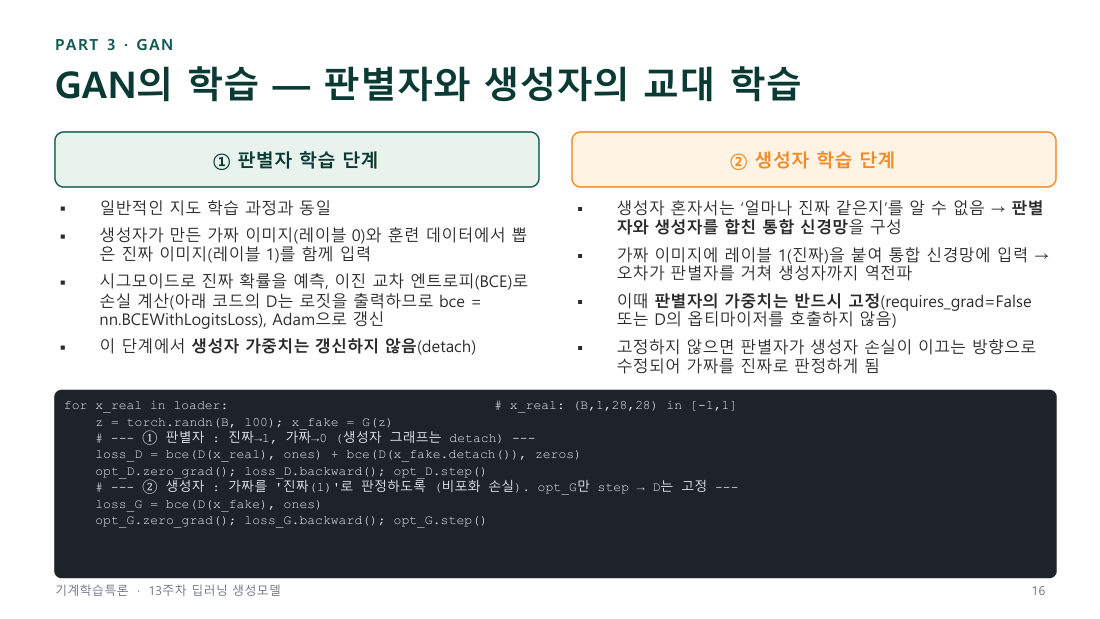 PART 3 · GAN
GAN의 학습 — 판별자와 생성자의 교대 학습
① 판별자 학습 단계
▪ 일반적인 지도 학습 과정과 동일
▪ 생성자가 만든 가짜 이미지(레이블 0)와 훈련 데이터에서 뽑
은 진짜 이미지(레이블 1)를 함께 입력
▪ 시그모이드로 진짜 확률을 예측, 이진 교차 엔트로피(BCE)로
손실 계산(아래 코드의 D는 로짓을 출력하므로 bce =
nn.BCEWithLogitsLoss), Adam으로 갱신
▪ 이 단계에서 생성자 가중치는 갱신하지 않음(detach)
② 생성자 학습 단계
▪ 생성자 혼자서는 ‘얼마나 진짜 같은지’를 알 수 없음 → 판별
자와 생성자를 합친 통합 신경망을 구성
▪ 가짜 이미지에 레이블 1(진짜)을 붙여 통합 신경망에 입력 →
오차가 판별자를 거쳐 생성자까지 역전파
▪ 이때 판별자의 가중치는 반드시 고정(requires_grad=False
또는 D의 옵티마이저를 호출하지 않음)
▪ 고정하지 않으면 판별자가 생성자 손실이 이끄는 방향으로
수정되어 가짜를 진짜로 판정하게 됨
for x_real in loader: # x_real: (B,1,28,28) in [-1,1]
z = torch.randn(B, 100); x_fake = G(z)
# --- ① 판별자 : 진짜→1, 가짜→0 (생성자 그래프는 detach) ---
loss_D = bce(D(x_real), ones) + bce(D(x_fake.detach()), zeros)
opt_D.zero_grad(); loss_D.backward(); opt_D.step()
# --- ② 생성자 : 가짜를 '진짜(1)'로 판정하도록 (비포화 손실). opt_G만 step → D는 고정 ---
loss_G = bce(D(x_fake), ones)
opt_G.zero_grad(); loss_G.backward(); opt_G.step()
기계학습특론 · 13주차 딥러닝 생성모델
16